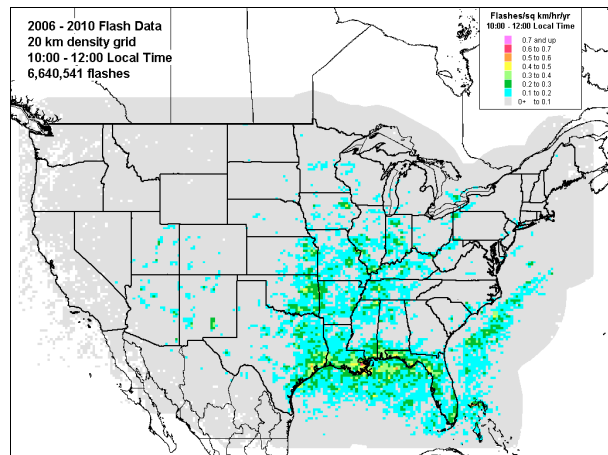 2006 - 2010 Flash Data
20 km density grid
10:00 - 12:00 Local Time
6,640,541 flashes
Flashes/sq km/hr/yr
10:00 - 12:00 Local Time
0.7 and up
0.6 to 0.7
0.5 to 0.6
0.4 to 0.5
0.3 to 0.4
0.2 to 0.3
0.1 to 0.2
0+ to 0.1